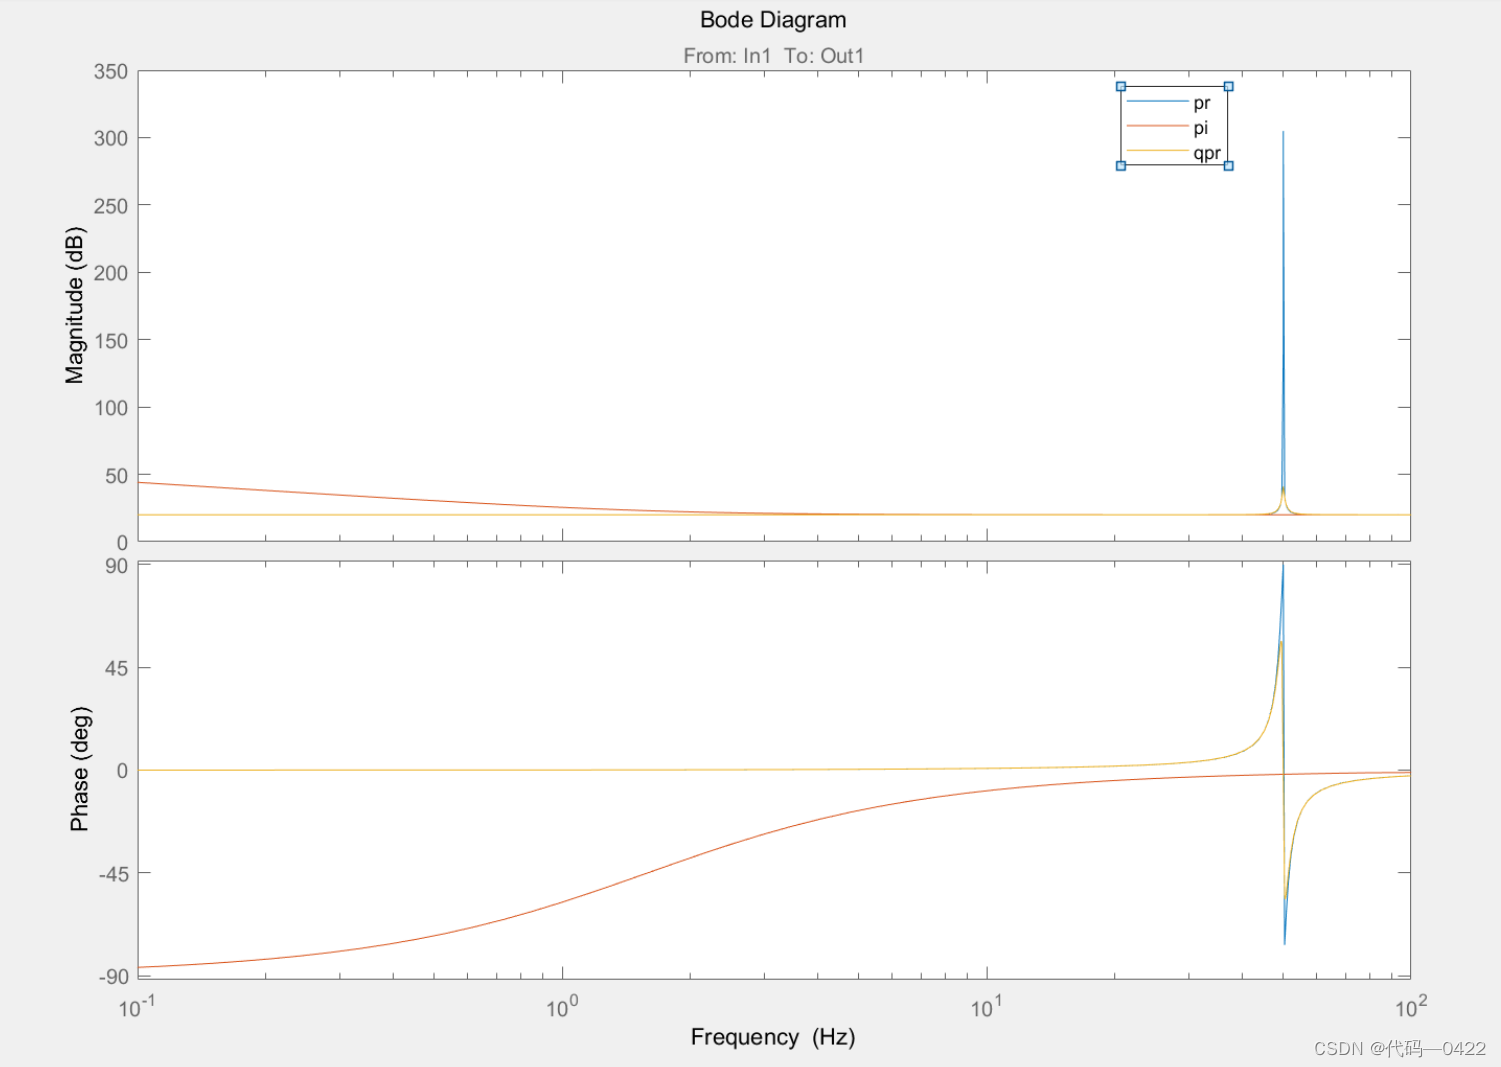 Bode Diagram
From: In1  To: Out1
350
300
250
200
150
100
50
0
Magnitude (dB)
pr
pi
qpr
90
45
0
-45
-90
Phase (deg)
10^-1
10^0
10^1
10^2
Frequency  (Hz)
CSDN @代码—0422